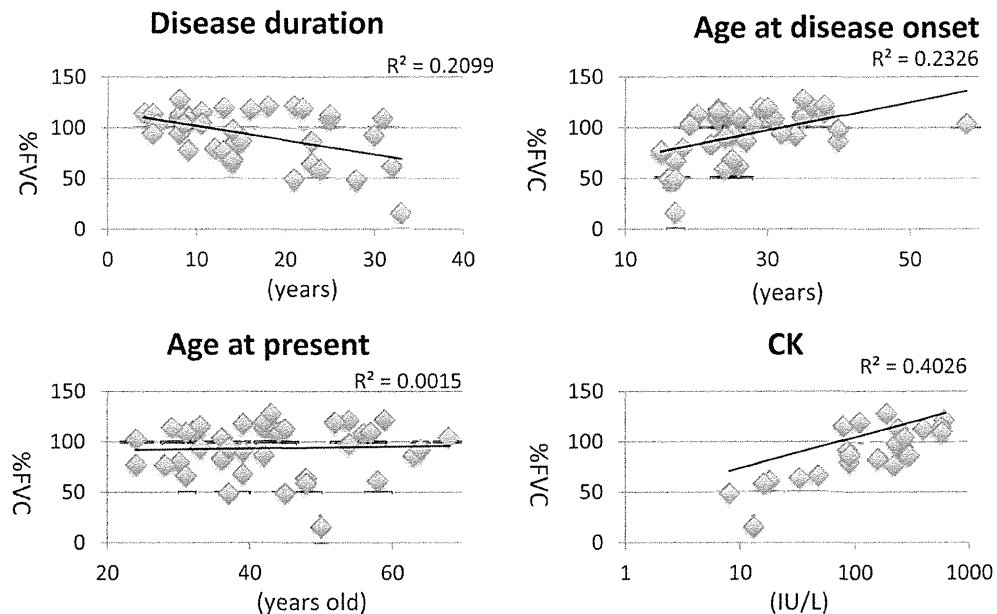 Disease duration
R² = 0.2099
150
100
50
0
%FVC
0 10 20 30 40
(years)
Age at disease onset
R² = 0.2326
150
100
50
0
%FVC
10 30 50
(years)
Age at present
R² = 0.0015
150
100
50
0
%FVC
20 40 60
(years old)
CK
R² = 0.4026
150
100
50
0
%FVC
1 10 100 1000
(IU/L)